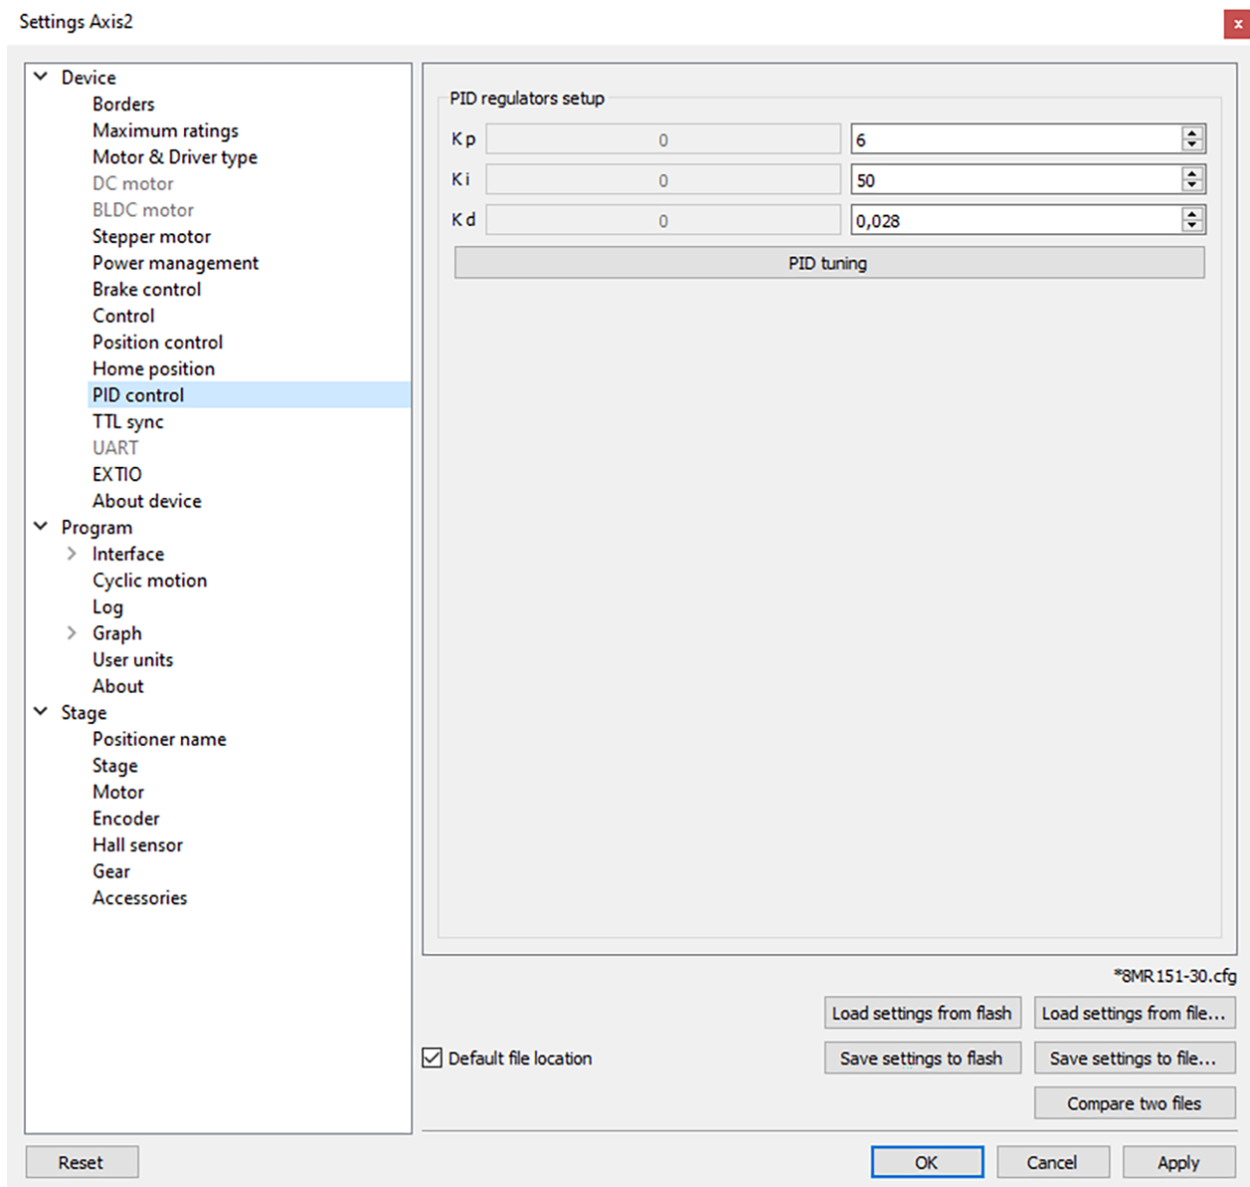 Settings Axis2
x
Device
Borders
Maximum ratings
Motor & Driver type
DC motor
BLDC motor
Stepper motor
Power management
Brake control
Control
Position control
Home position
PID control
TTL sync
UART
EXTIO
About device
Program
Interface
Cyclic motion
Log
Graph
User units
About
Stage
Positioner name
Stage
Motor
Encoder
Hall sensor
Gear
Accessories
PID regulators setup
Kp 0 6
Ki 0 50
Kd 0 0,028
PID tuning
*8MR151-30.cfg
Load settings from flash Load settings from file...
Default file location Save settings to flash Save settings to file...
Compare two files
Reset OK Cancel Apply